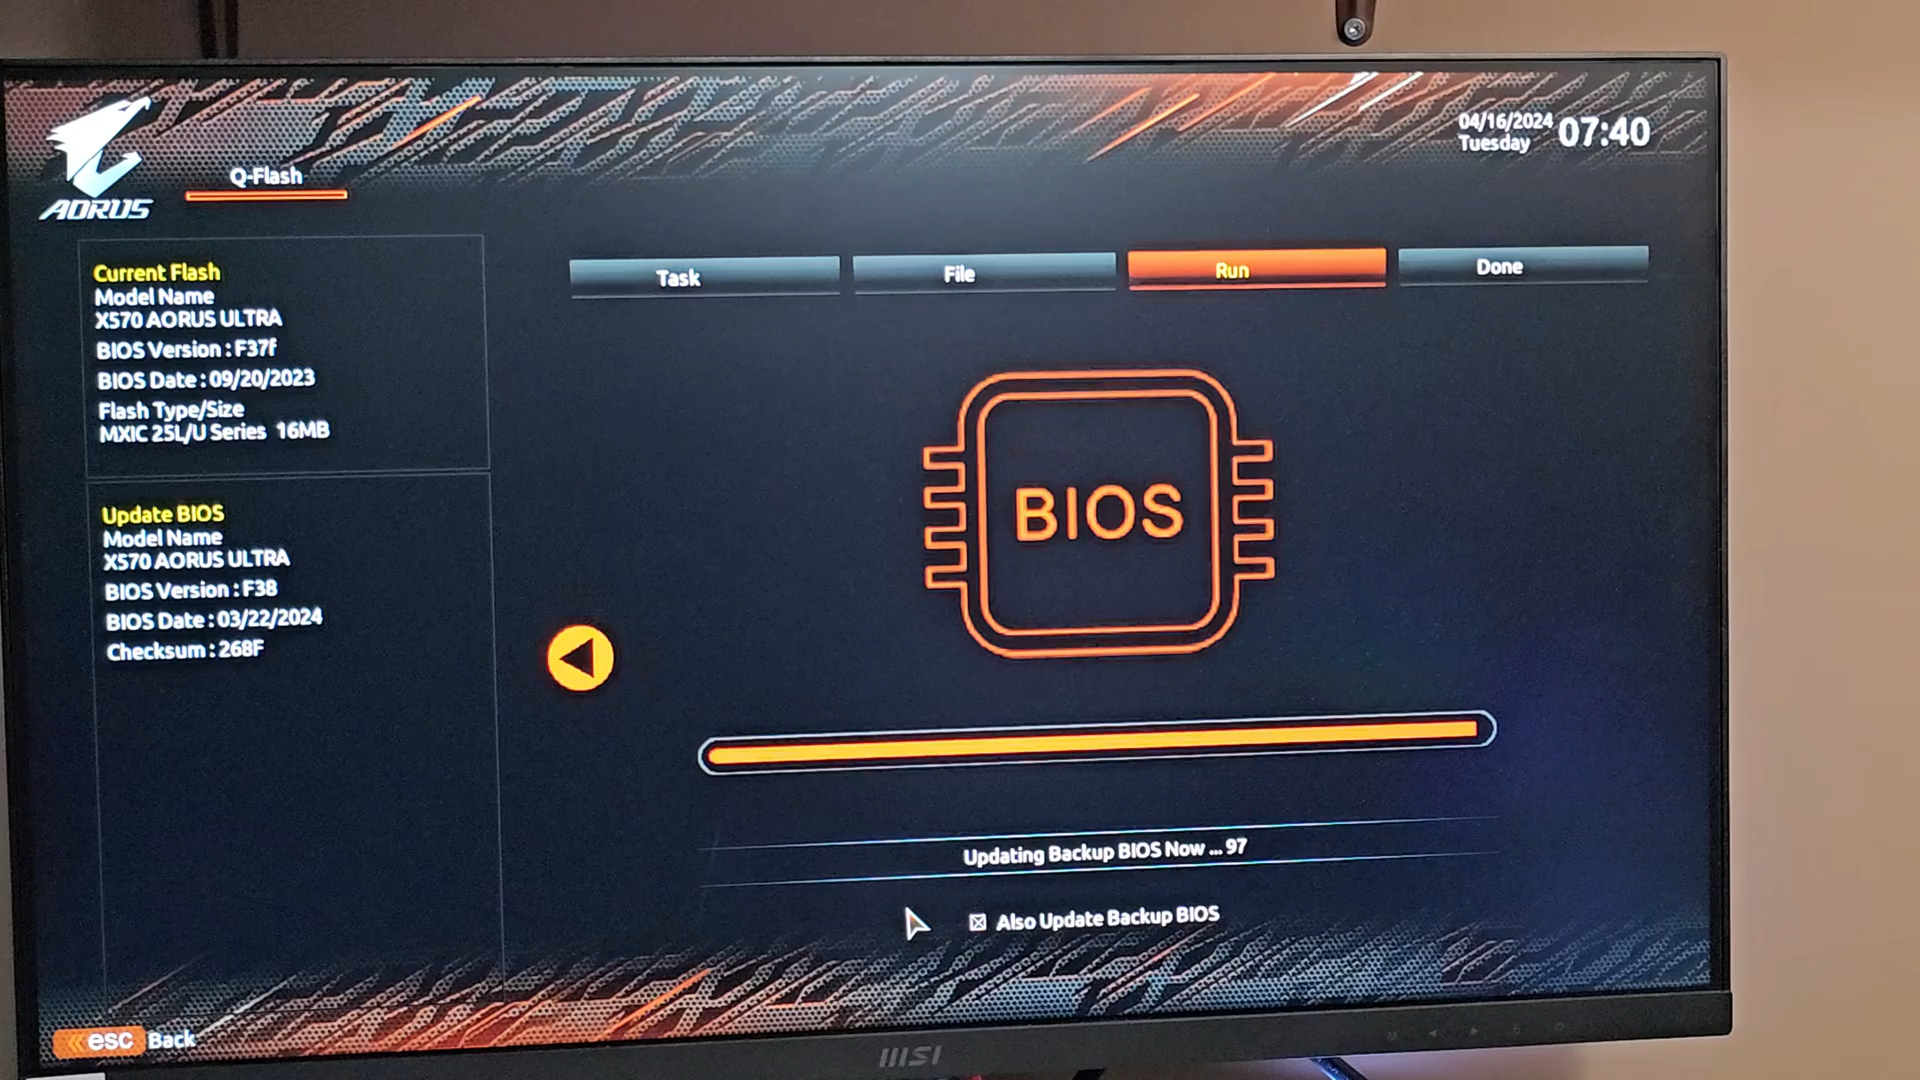 AORUS
Q-Flash
04/16/2024
Tuesday
07:40
Current Flash
Model Name
X570 AORUS ULTRA
BIOS Version : F37f
BIOS Date : 09/20/2023
Flash Type/Size
MXIC 25L/U Series 16MB
Update BIOS
Model Name
X570 AORUS ULTRA
BIOS Version : F38
BIOS Date : 03/22/2024
Checksum : 268F
Task
File
Run
Done
BIOS
Updating Backup BIOS Now ... 97
Also Update Backup BIOS
esc Back
MSI